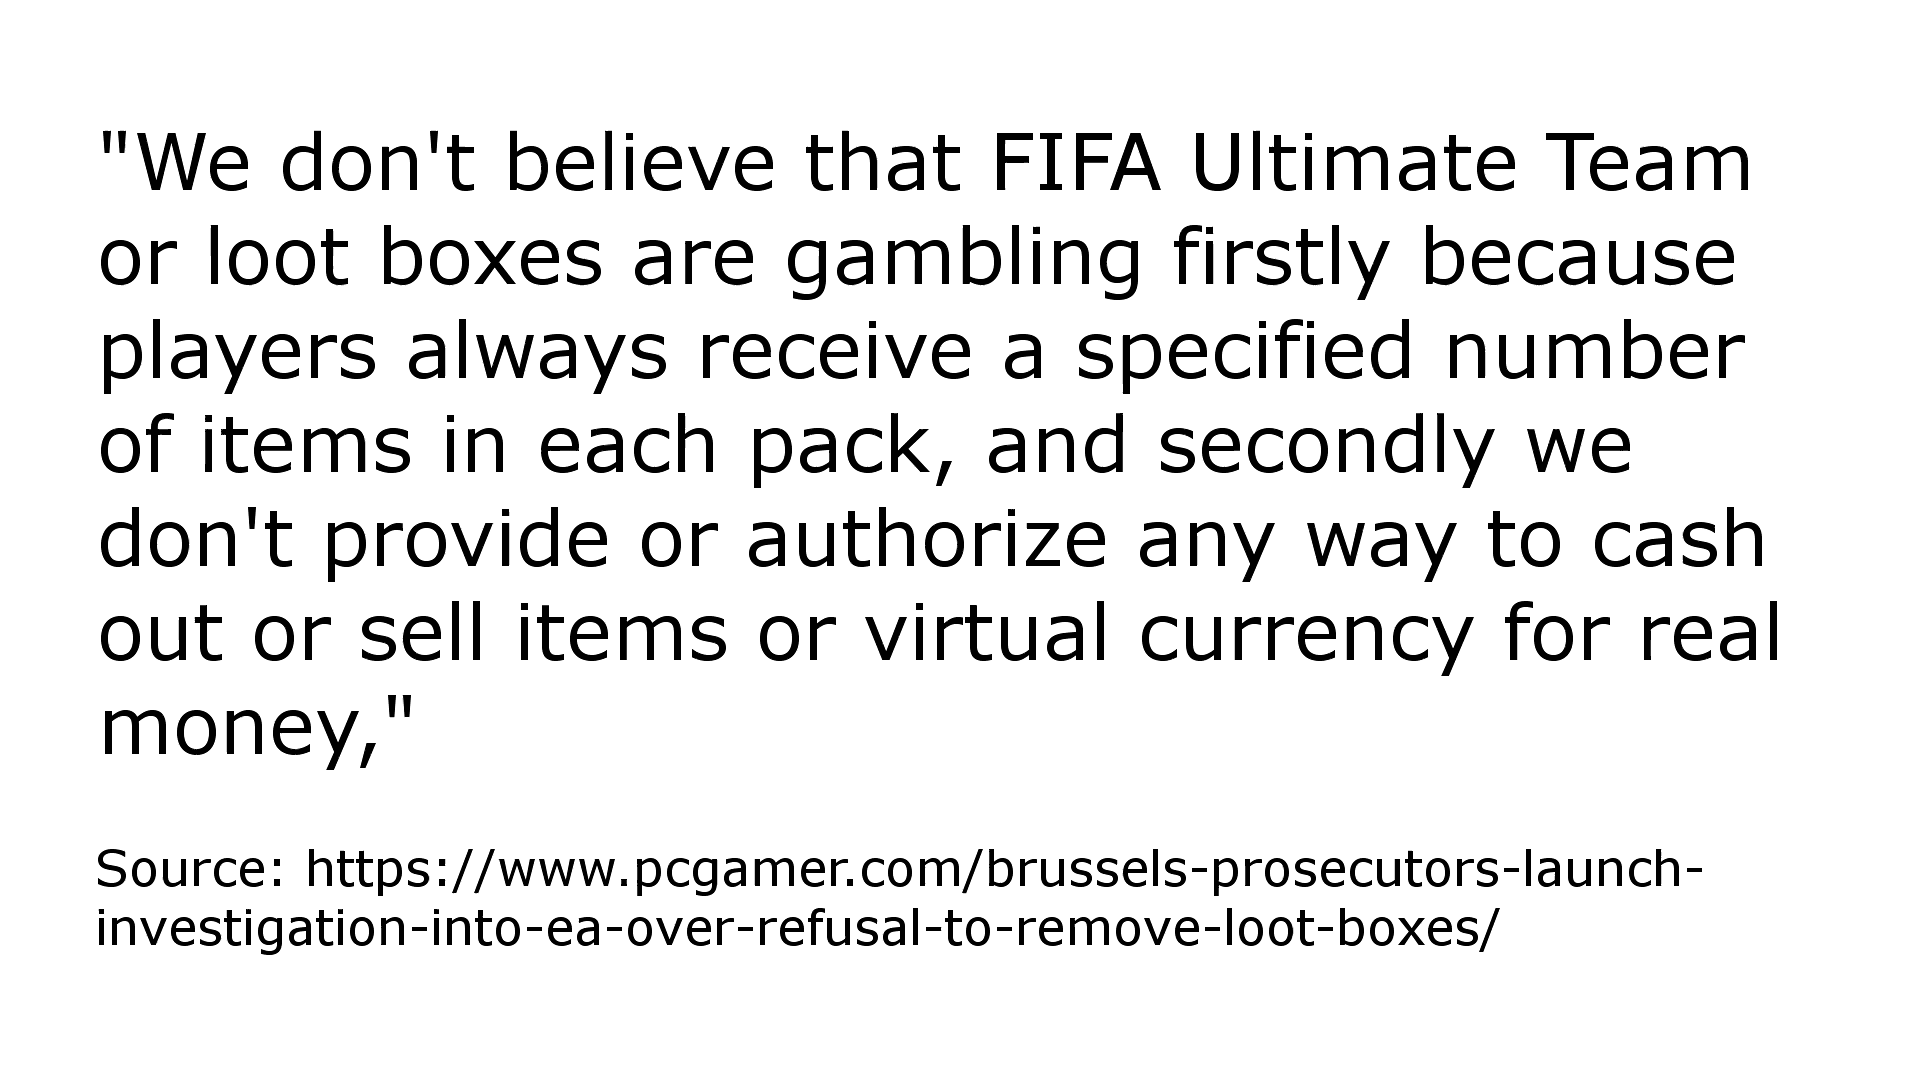 "We don't believe that FIFA Ultimate Team
or loot boxes are gambling firstly because
players always receive a specified number
of items in each pack, and secondly we
don't provide or authorize any way to cash
out or sell items or virtual currency for real
money,"
Source: https://www.pcgamer.com/brussels-prosecutors-launch-
investigation-into-ea-over-refusal-to-remove-loot-boxes/